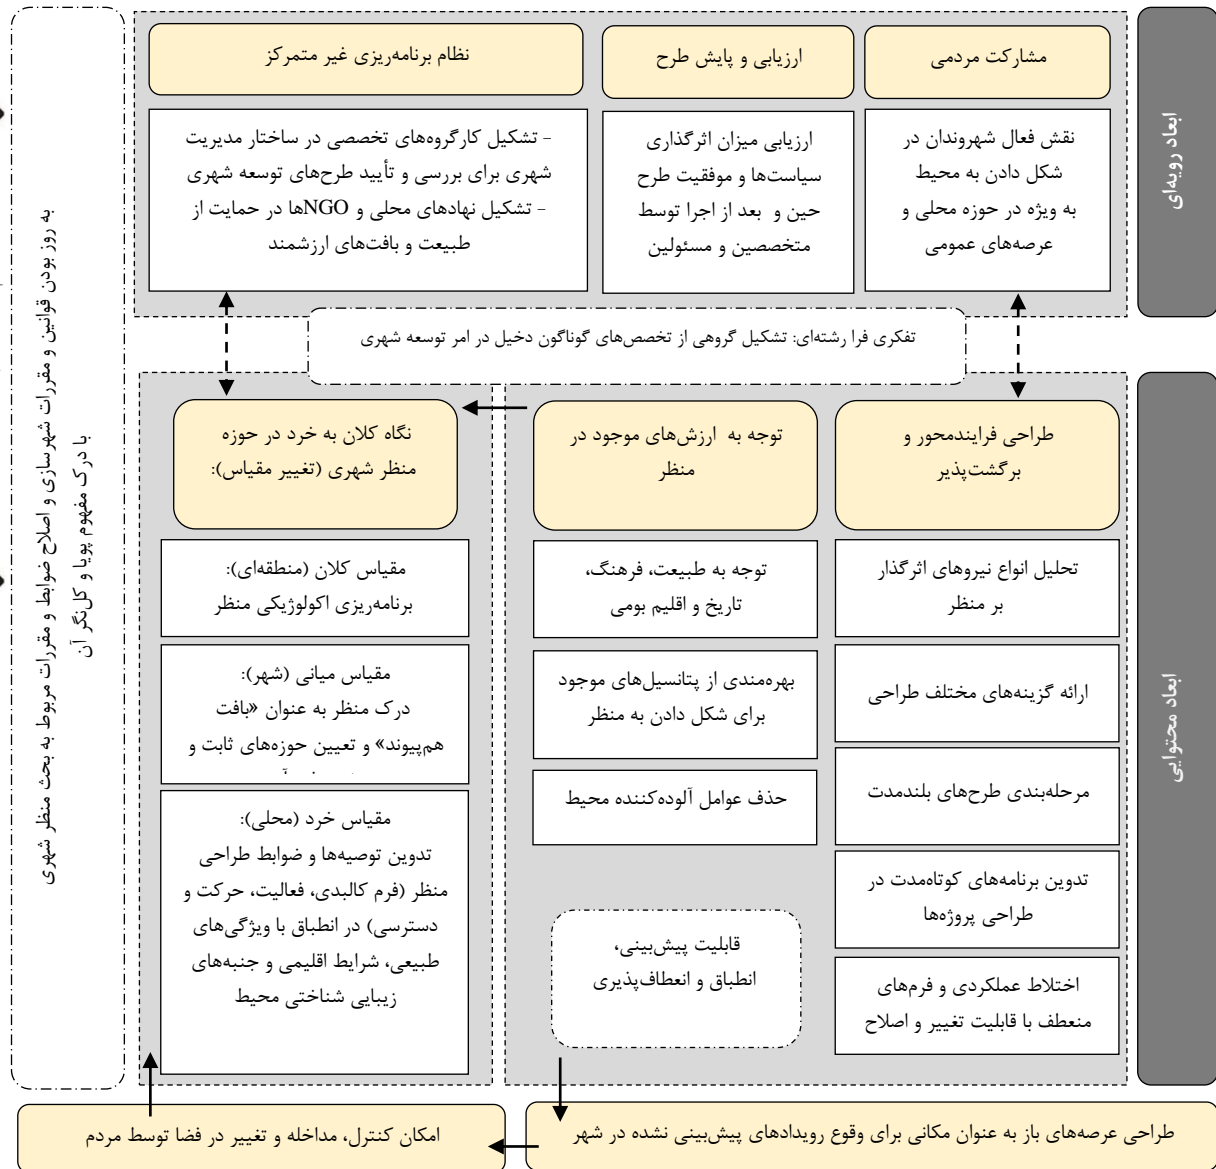 ابعاد رویه‌ای
مشارکت مردمی
نقش فعال شهروندان در
شکل دادن به محیط
به ویژه در حوزه محلی و
عرصه‌های عمومی
ارزیابی و پایش طرح
ارزیابی میزان اثرگذاری
سیاست‌ها و موفقیت طرح
حین و بعد از اجرا توسط
متخصصین و مسئولین
نظام برنامه‌ریزی غیر متمرکز
- تشکیل کارگروه‌های تخصصی در ساختار مدیریت
شهری برای بررسی و تأیید طرح‌های توسعه شهری
- تشکیل نهادهای محلی و NGOها در حمایت از
طبیعت و بافت‌های ارزشمند
تفکری فرا رشته‌ای: تشکیل گروهی از تخصص‌های گوناگون دخیل در امر توسعه شهری
ابعاد محتوایی
طراحی فرایندمحور و
برگشت‌پذیر
تحلیل انواع نیروهای اثرگذار
بر منظر
ارائه گزینه‌های مختلف طراحی
مرحله‌بندی طرح‌های بلندمدت
تدوین برنامه‌های کوتاه‌مدت در
طراحی پروژه‌ها
اختلاط عملکردی و فرم‌های
منعطف با قابلیت تغییر و اصلاح
توجه به ارزش‌های موجود در
منظر
توجه به طبیعت، فرهنگ،
تاریخ و اقلیم بومی
بهره‌مندی از پتانسیل‌های موجود
برای شکل دادن به منظر
حذف عوامل آلوده‌کننده محیط
قابلیت پیش‌بینی،
انطباق و انعطاف‌پذیری
نگاه کلان به خرد در حوزه
منظر شهری (تغییر مقیاس):
مقیاس کلان (منطقه‌ای):
برنامه‌ریزی اکولوژیکی منظر
مقیاس میانی (شهر):
درک منظر به عنوان «بافت
هم‌پیوند» و تعیین حوزه‌های ثابت و
مقیاس خرد (محلی):
تدوین توصیه‌ها و ضوابط طراحی
منظر (فرم کالبدی، فعالیت، حرکت و
دسترسی) در انطباق با ویژگی‌های
طبیعی، شرایط اقلیمی و جنبه‌های
زیبایی شناختی محیط
به روز بودن قوانین و مقررات شهرسازی و اصلاح ضوابط و مقررات مربوط به بحث منظر شهری
با درک مفهوم پویا و کل‌نگر آن
طراحی عرصه‌های باز به عنوان مکانی برای وقوع رویدادهای پیش‌بینی نشده در شهر
امکان کنترل، مداخله و تغییر در فضا توسط مردم